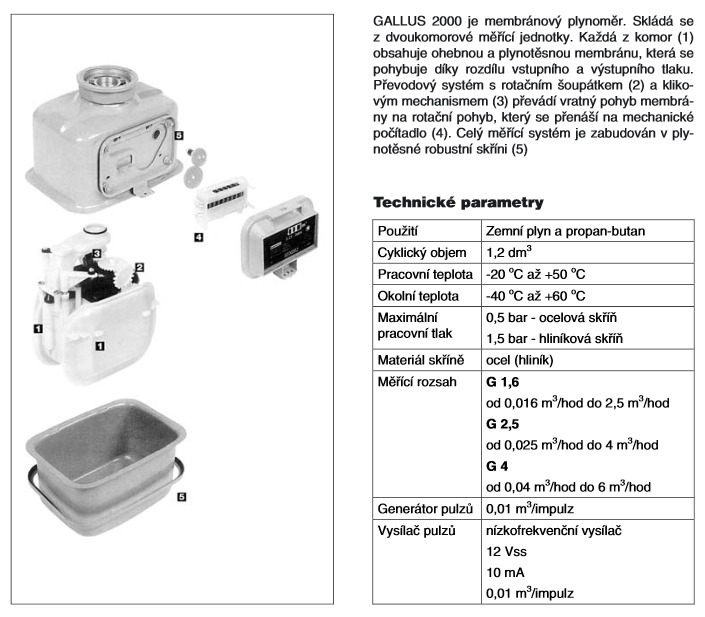 GALLUS 2000 je membránový plynoměr. Skládá se
z dvoukomorové měřící jednotky. Každá z komor (1)
obsahuje ohebnou a plynotěsnou membránu, která se
pohybuje díky rozdílu vstupního a výstupního tlaku.
Převodový systém s rotačním šoupátkem (2) a kliko-
vým mechanismem (3) převádí vratný pohyb membrá-
ny na rotační pohyb, který se přenáší na mechanické
počítadlo (4). Celý měřící systém je zabudován v ply-
notěsné robustní skříni (5)
5
4
3
2
1
1
5
Technické parametry
Použití Zemní plyn a propan-butan
Cyklický objem 1,2 dm³
Pracovní teplota -20 °C až +50 °C
Okolní teplota -40 °C až +60 °C
Maximální 0,5 bar - ocelová skříň
pracovní tlak 1,5 bar - hliníková skříň
Materiál skříně ocel (hliník)
Měřící rozsah G 1,6
od 0,016 m³/hod do 2,5 m³/hod
G 2,5
od 0,025 m³/hod do 4 m³/hod
G 4
od 0,04 m³/hod do 6 m³/hod
Generátor pulzů 0,01 m³/impulz
Vysílač pulzů nízkofrekvenční vysílač
12 Vss
10 mA
0,01 m³/impulz